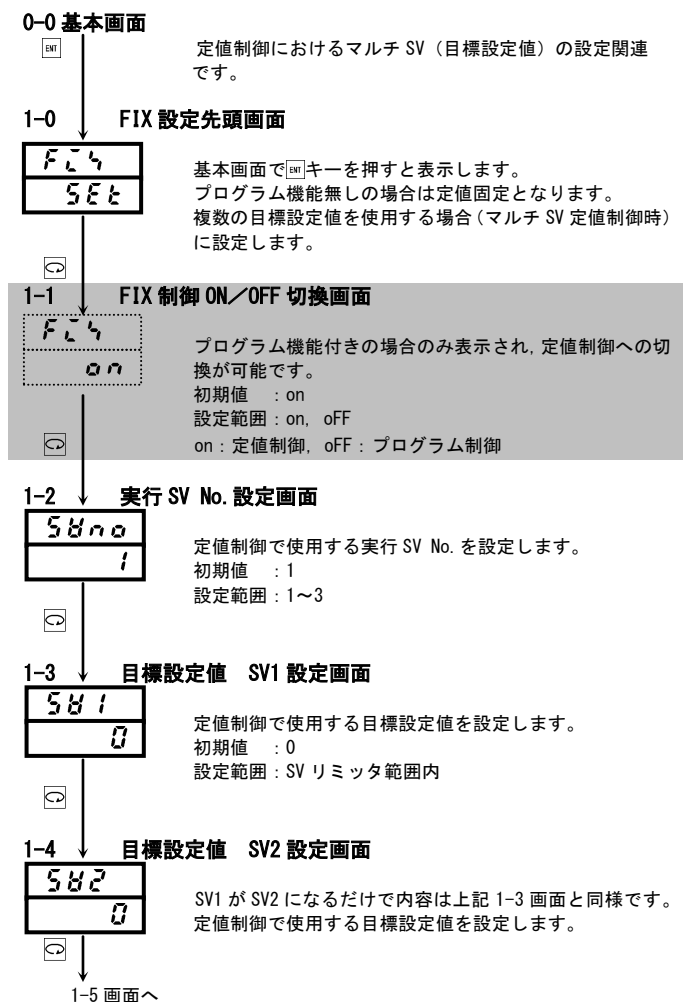 0-0 基本画面
ENT
定値制御におけるマルチ SV（目標設定値）の設定関連
です。
1-0 FIX 設定先頭画面
FiX
SEt
基本画面でENTキーを押すと表示します。
プログラム機能無しの場合は定値固定となります。
複数の目標設定値を使用する場合（マルチ SV 定値制御時）
に設定します。
1-1 FIX 制御 ON／OFF 切換画面
FiX
on
プログラム機能付きの場合のみ表示され，定値制御への切
換が可能です。
初期値 ：on
設定範囲：on, oFF
on：定値制御，oFF：プログラム制御
1-2 実行 SV No. 設定画面
SVno
1
定値制御で使用する実行 SV No. を設定します。
初期値 ：1
設定範囲：1～3
1-3 目標設定値 SV1 設定画面
SV1
0
定値制御で使用する目標設定値を設定します。
初期値 ：0
設定範囲：SV リミッタ範囲内
1-4 目標設定値 SV2 設定画面
SV2
0
SV1 が SV2 になるだけで内容は上記 1-3 画面と同様です。
定値制御で使用する目標設定値を設定します。
1-5 画面へ